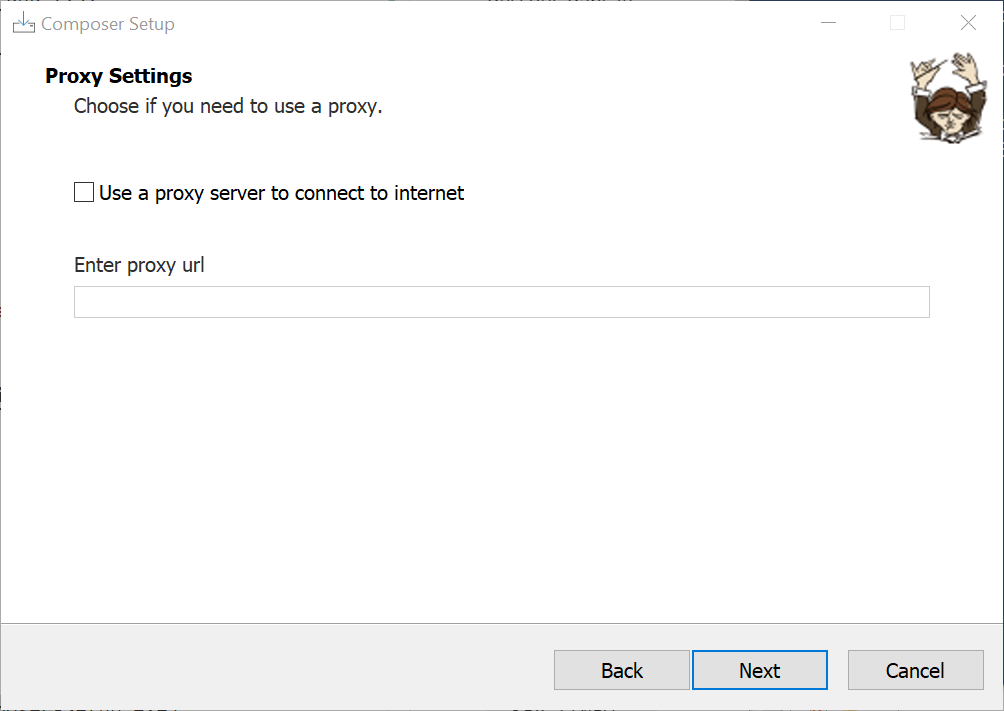 Composer Setup
Proxy Settings
Choose if you need to use a proxy.
Use a proxy server to connect to internet
Enter proxy url
Back
Next
Cancel